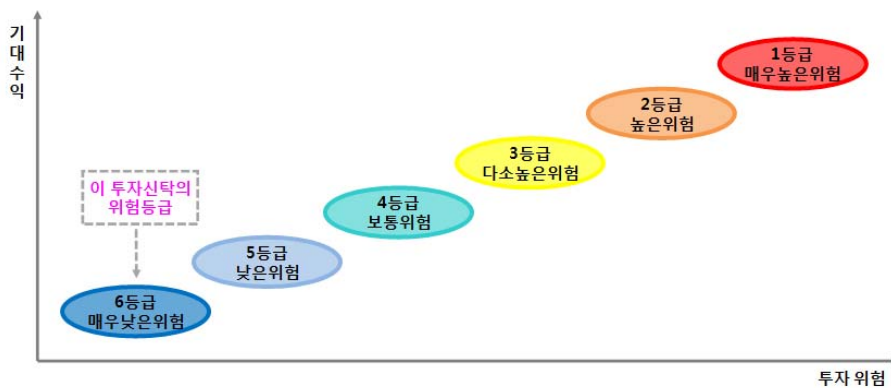 기대수익
1등급
매우높은위험
2등급
높은위험
3등급
다소높은위험
이 투자신탁의
위험등급
4등급
보통위험
5등급
낮은위험
6등급
매우낮은위험
투자 위험